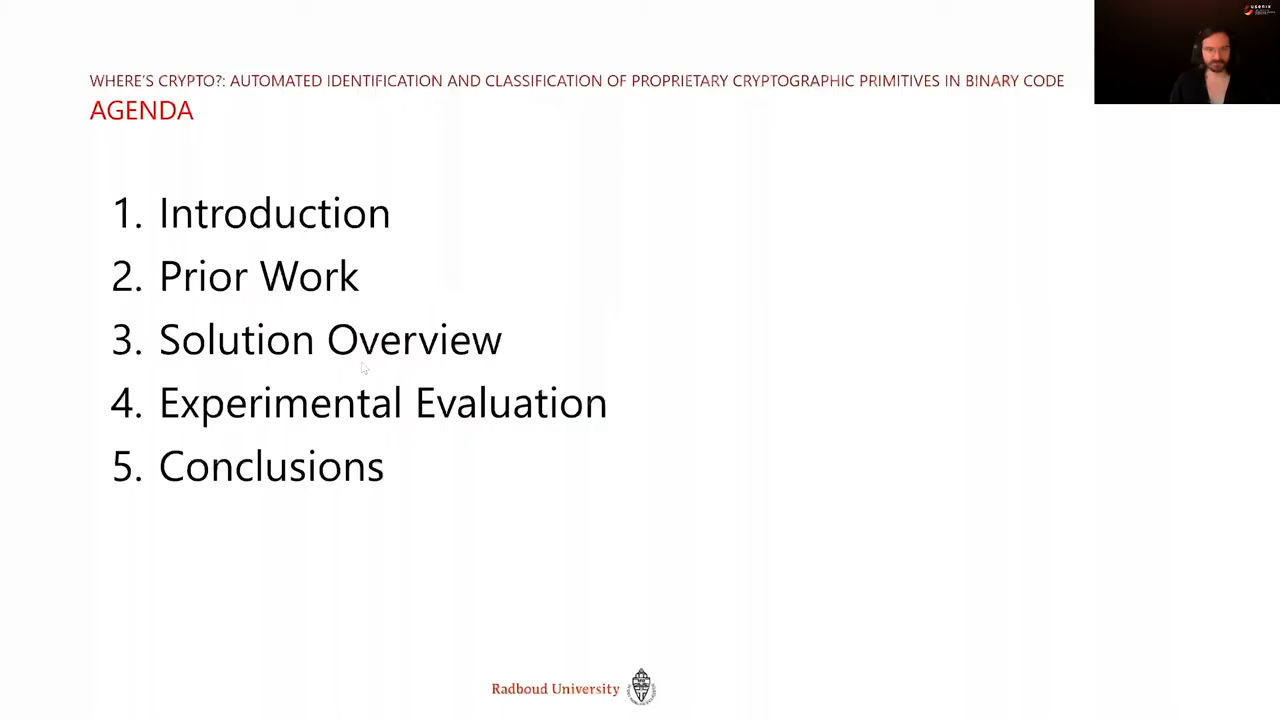 WHERE'S CRYPTO?: AUTOMATED IDENTIFICATION AND CLASSIFICATION OF PROPRIETARY CRYPTOGRAPHIC PRIMITIVES IN BINARY CODE
AGENDA
1. Introduction
2. Prior Work
3. Solution Overview
4. Experimental Evaluation
5. Conclusions
Radboud University
usenix